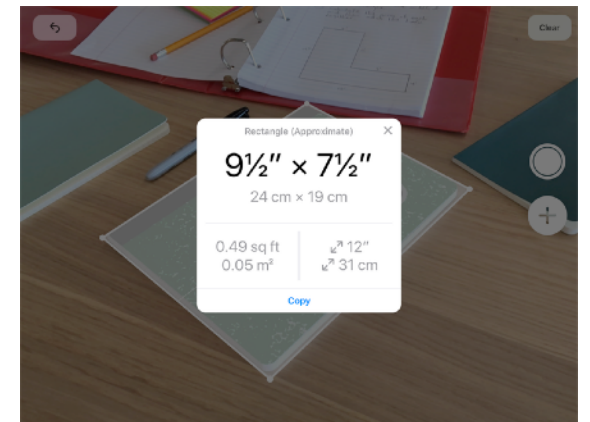 Clear
Rectangle (Approximate)
9½″ × 7½″
24 cm × 19 cm
0.49 sq ft
0.05 m²
12″
31 cm
Copy